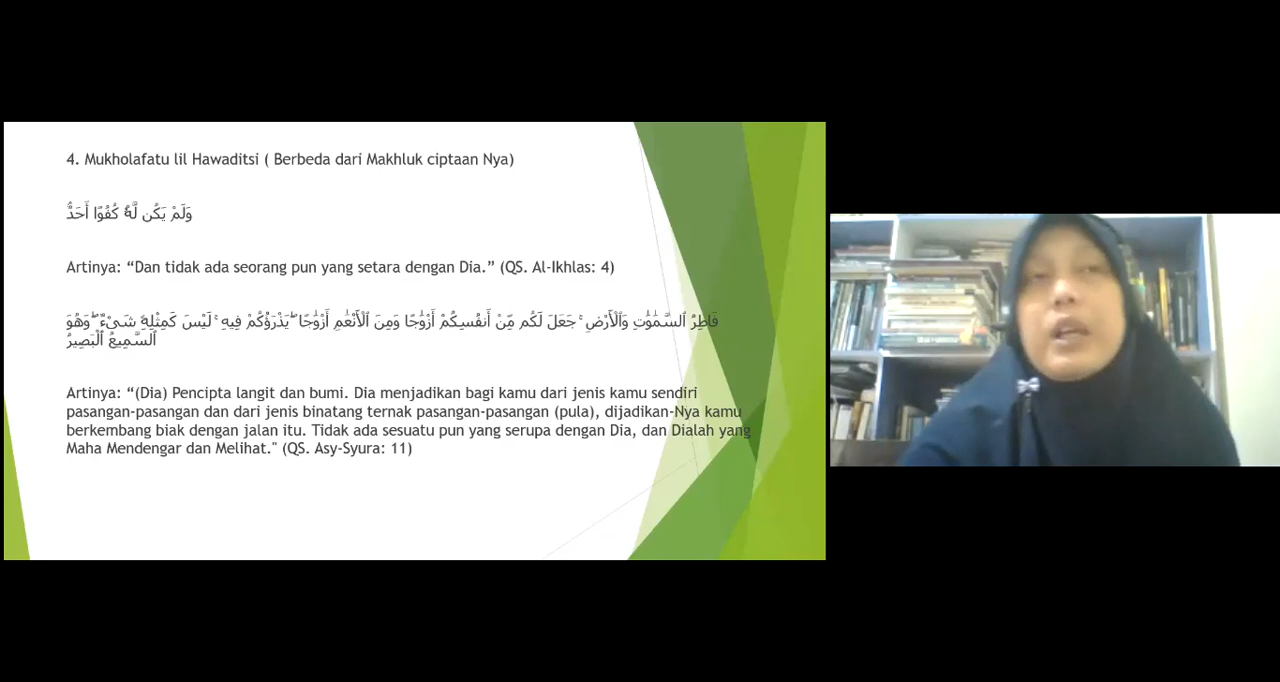 4. Mukholafatu lil Hawaditsi ( Berbeda dari Makhluk ciptaan Nya)
وَلَمْ يَكُن لَّهُۥ كُفُوًا أَحَدٌۢ
Artinya: “Dan tidak ada seorang pun yang setara dengan Dia.” (QS. Al-Ikhlas: 4)
فَاطِرُ ٱلسَّمَٰوَٰتِ وَٱلْأَرْضِ ۚ جَعَلَ لَكُم مِّنْ أَنفُسِكُمْ أَزْوَٰجًا وَمِنَ ٱلْأَنْعَٰمِ أَزْوَٰجًا ۖ يَذْرَؤُكُمْ فِيهِ ۚ لَيْسَ كَمِثْلِهِۦ شَىْءٌ ۖ وَهُوَ
ٱلسَّمِيعُ ٱلْبَصِيرُ
Artinya: “(Dia) Pencipta langit dan bumi. Dia menjadikan bagi kamu dari jenis kamu sendiri
pasangan-pasangan dan dari jenis binatang ternak pasangan-pasangan (pula), dijadikan-Nya kamu
berkembang biak dengan jalan itu. Tidak ada sesuatu pun yang serupa dengan Dia, dan Dialah yang
Maha Mendengar dan Melihat." (QS. Asy-Syura: 11)